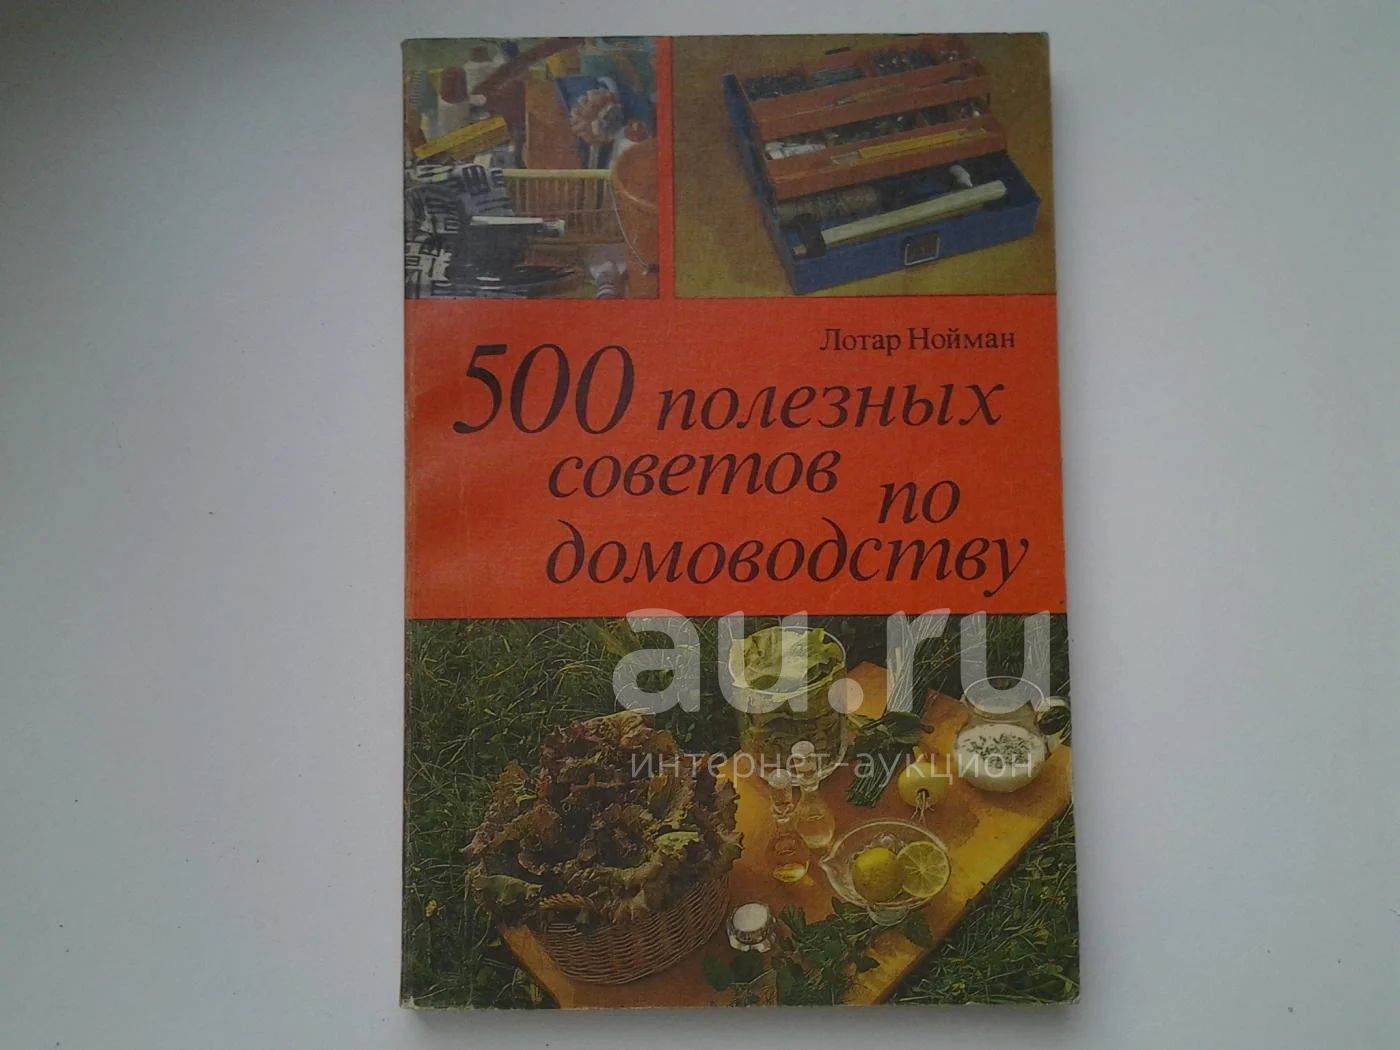 Лотар Нойман
500 полезных
советов по
домоводству
au.ru
интернет-аукцион